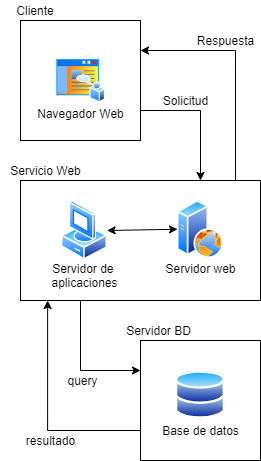 Cliente
Respuesta
Navegador Web
Solicitud
Servicio Web
Servidor de
aplicaciones
Servidor web
Servidor BD
query
Base de datos
resultado